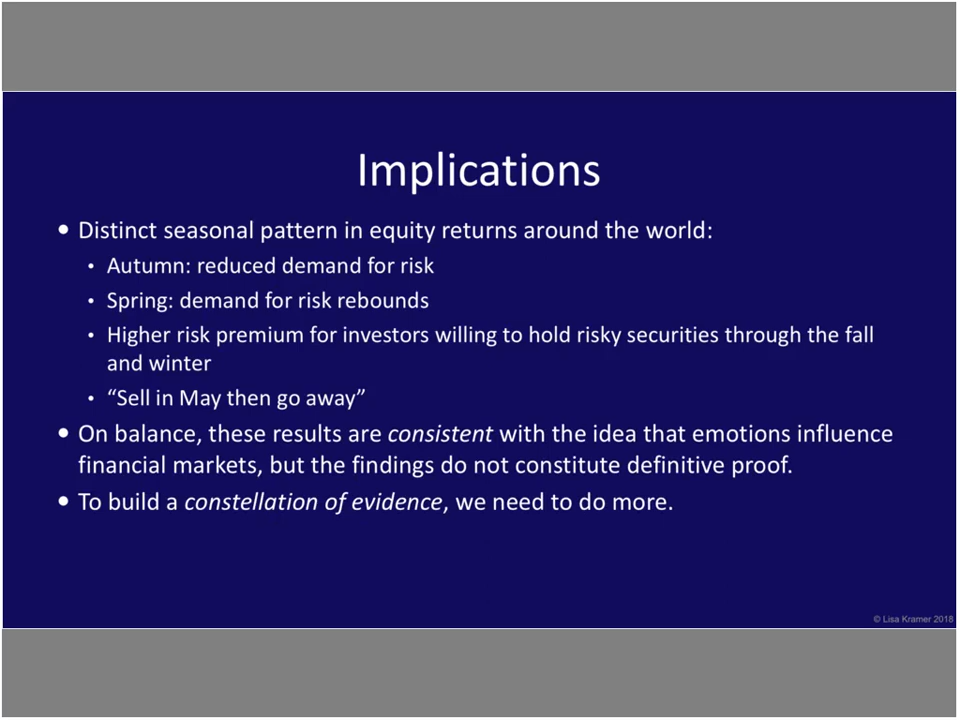 Implications
• Distinct seasonal pattern in equity returns around the world:
• Autumn: reduced demand for risk
• Spring: demand for risk rebounds
• Higher risk premium for investors willing to hold risky securities through the fall
and winter
• “Sell in May then go away”
• On balance, these results are consistent with the idea that emotions influence
financial markets, but the findings do not constitute definitive proof.
• To build a constellation of evidence, we need to do more.
© Lisa Kramer 2018